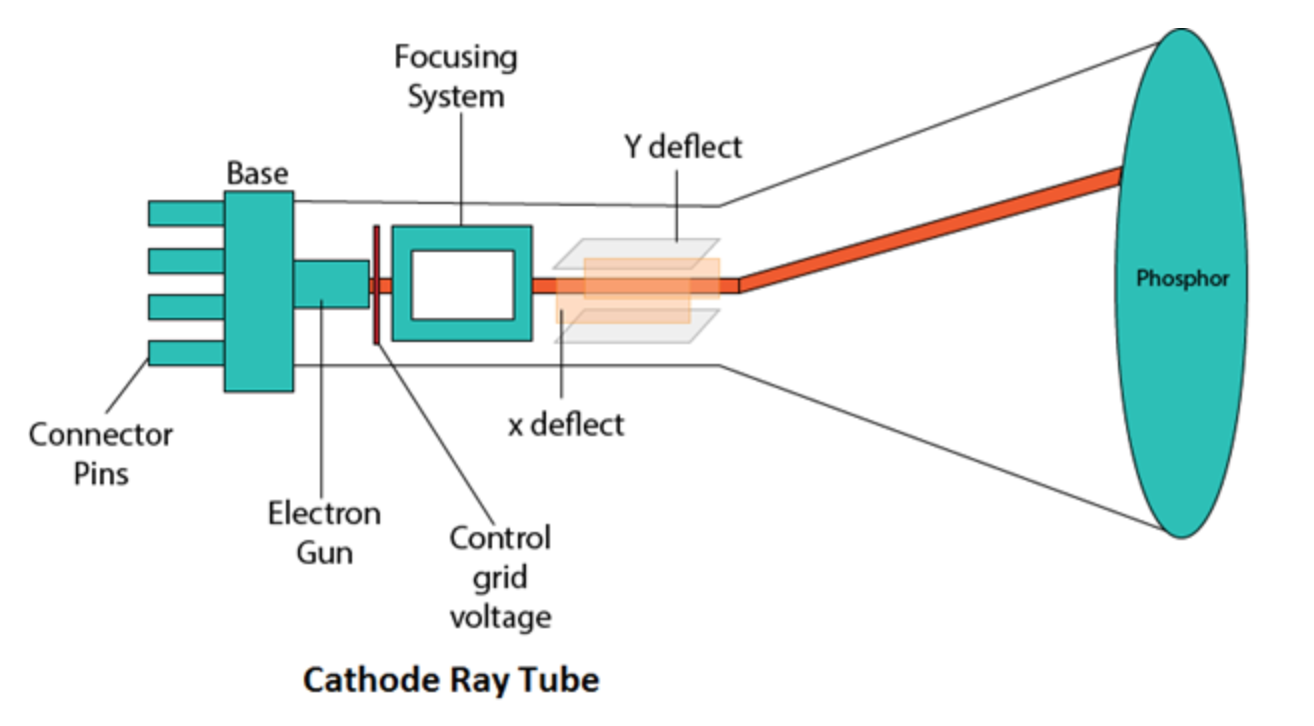 Focusing
System
Y deflect
Base
Phosphor
x deflect
Connector
Pins
Electron
Gun
Control
grid
voltage
Cathode Ray Tube